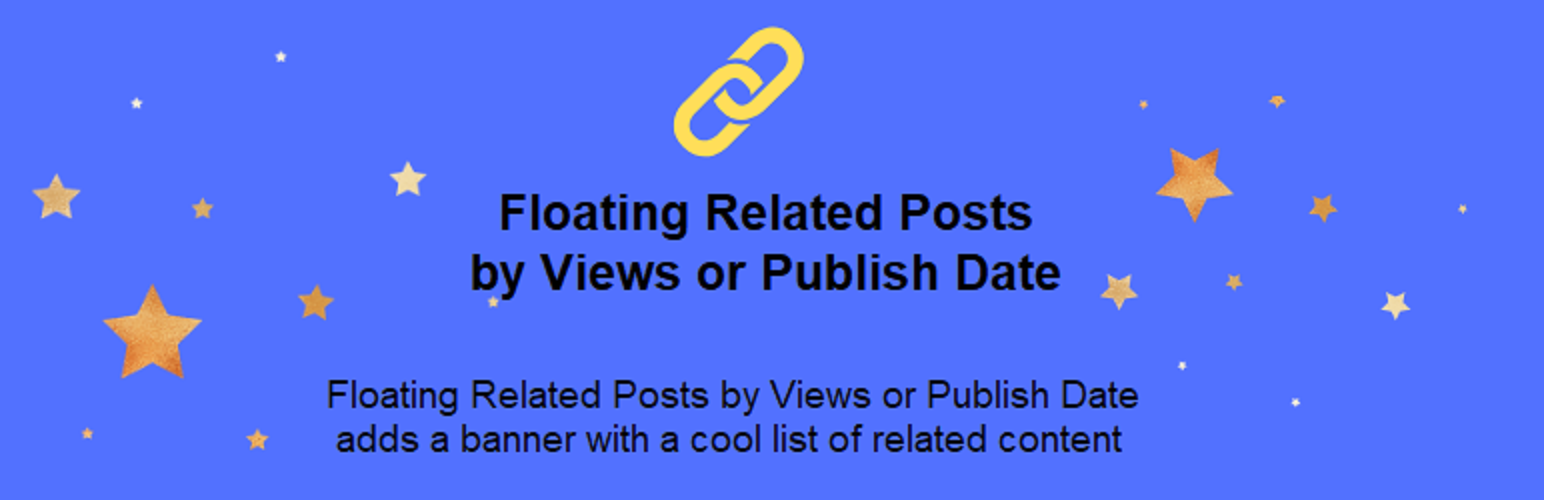 Floating Related Posts
by Views or Publish Date
Floating Related Posts by Views or Publish Date
adds a banner with a cool list of related content